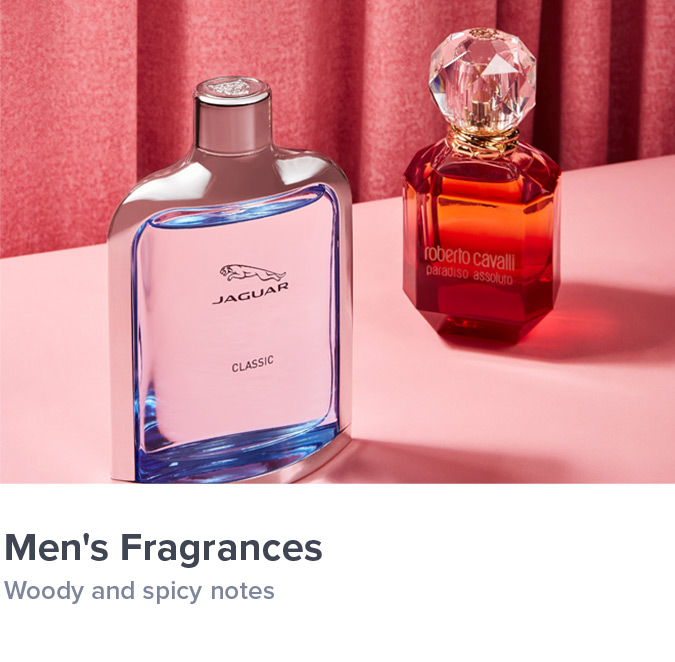 JAGUAR
CLASSIC
roberto cavalli
paradiso assoluto
Men's Fragrances
Woody and spicy notes